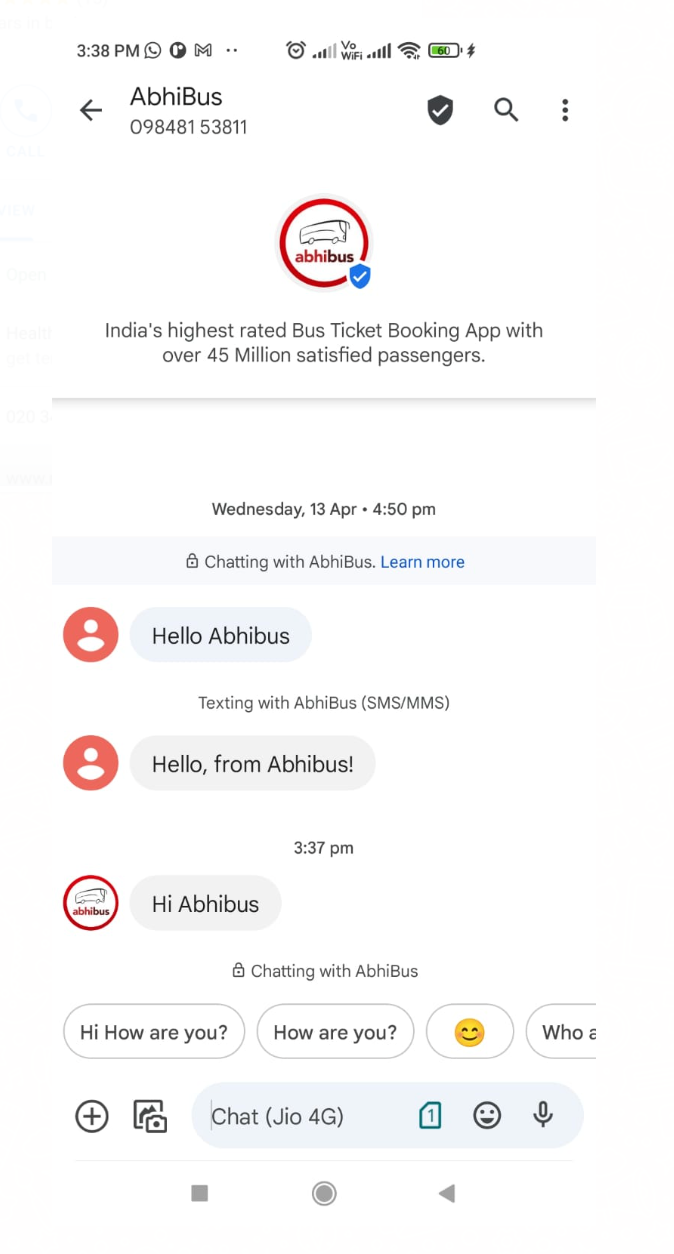 3:38 PM
Vo
WiFi
60
AbhiBus
098481 53811
abhibus
India's highest rated Bus Ticket Booking App with
over 45 Million satisfied passengers.
Wednesday, 13 Apr • 4:50 pm
Chatting with AbhiBus. Learn more
Hello Abhibus
Texting with AbhiBus (SMS/MMS)
Hello, from Abhibus!
3:37 pm
abhibus
Hi Abhibus
Chatting with AbhiBus
Hi How are you?
How are you?
Who a
Chat (Jio 4G)
1